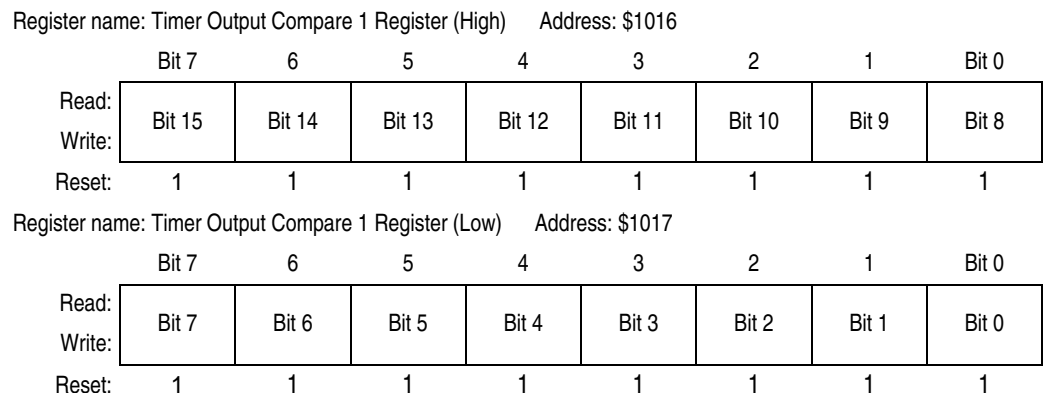 Register name: Timer Output Compare 1 Register (High) Address: $1016
Bit 7 6 5 4 3 2 1 Bit 0
Read:
Bit 15 Bit 14 Bit 13 Bit 12 Bit 11 Bit 10 Bit 9 Bit 8
Write:
Reset: 1 1 1 1 1 1 1 1
Register name: Timer Output Compare 1 Register (Low) Address: $1017
Bit 7 6 5 4 3 2 1 Bit 0
Read:
Bit 7 Bit 6 Bit 5 Bit 4 Bit 3 Bit 2 Bit 1 Bit 0
Write:
Reset: 1 1 1 1 1 1 1 1